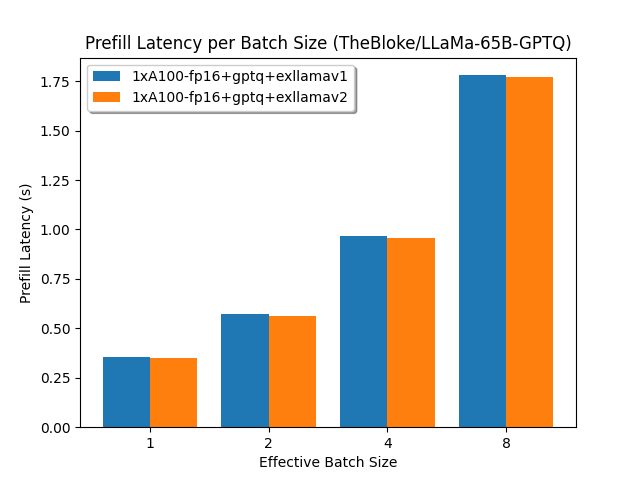 Prefill Latency per Batch Size (TheBloke/LLaMa-65B-GPTQ)
1xA100-fp16+gptq+exllamav1
1xA100-fp16+gptq+exllamav2
Prefill Latency (s)
1.75
1.50
1.25
1.00
0.75
0.50
0.25
0.00
1 2 4 8
Effective Batch Size